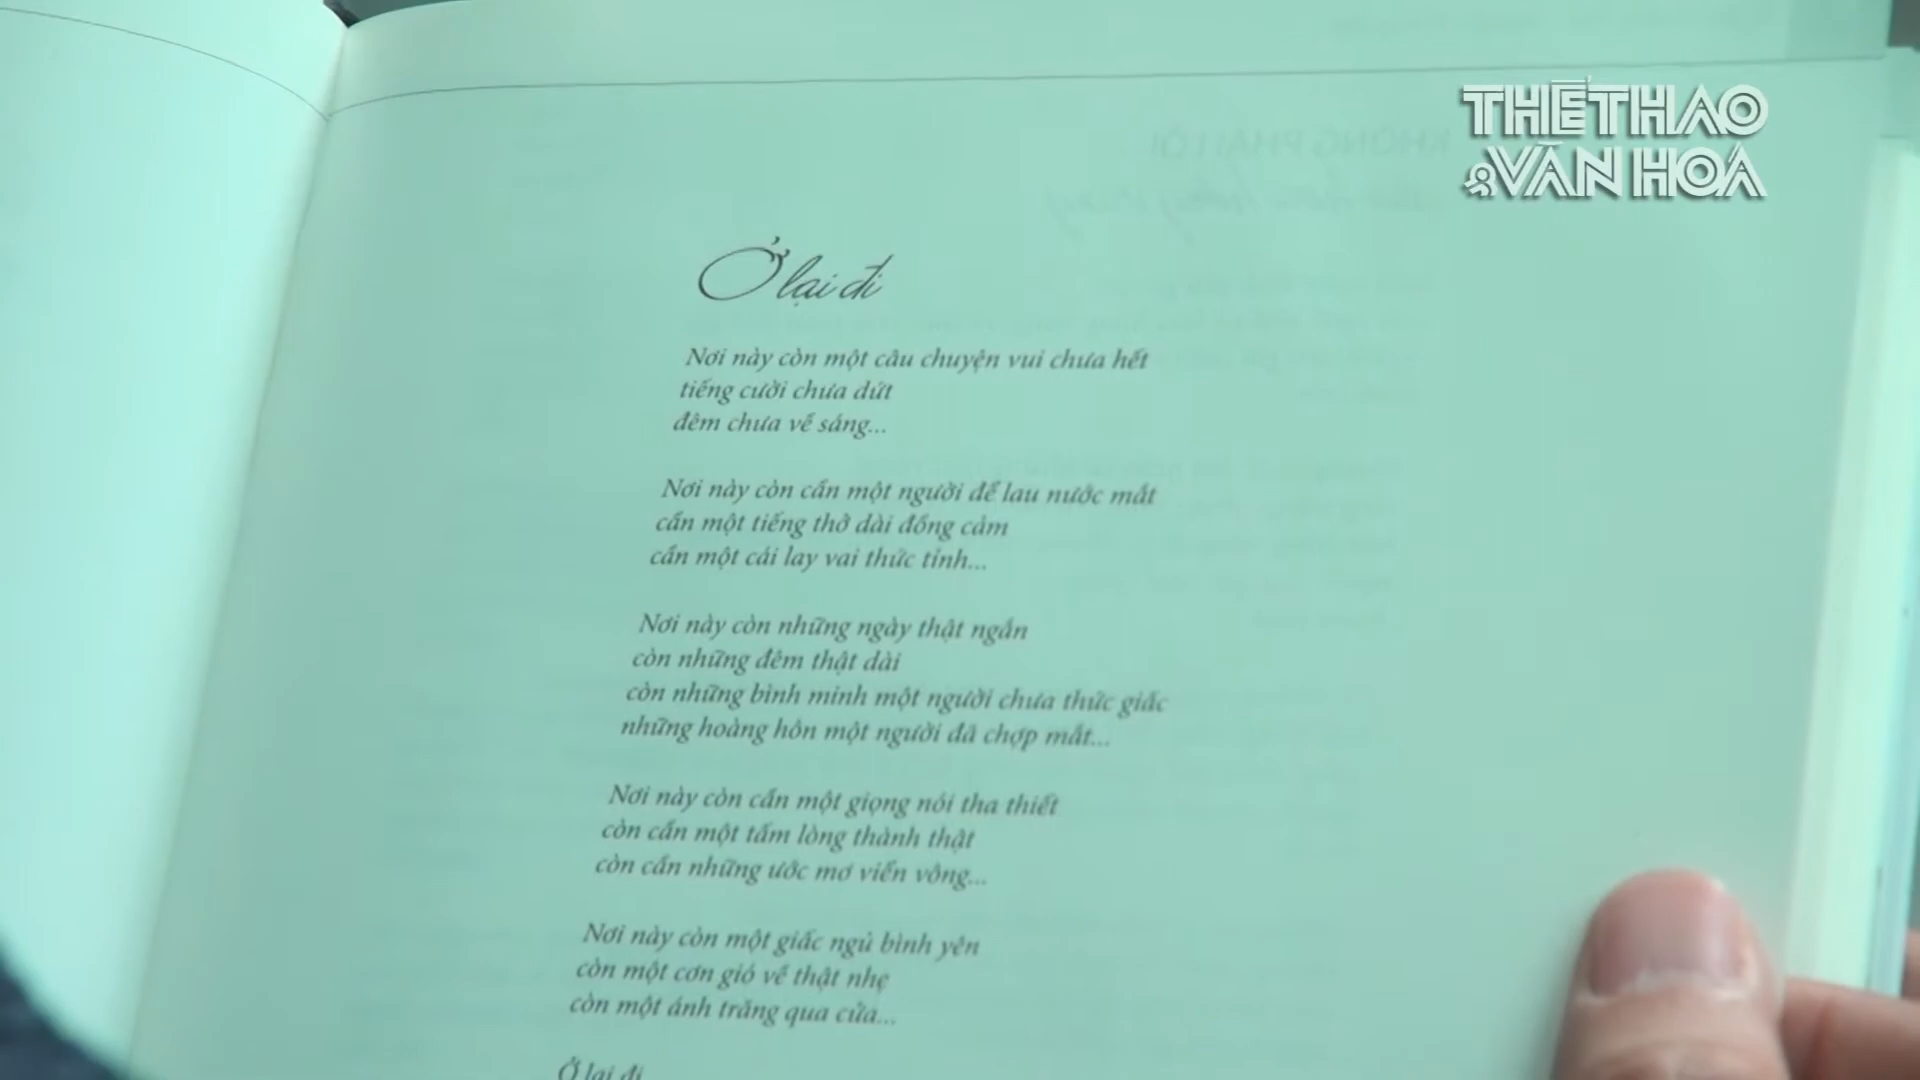 THỂ THAO
& VĂN HÓA
Ở lại đi
Nơi này còn một câu chuyện vui chưa hết
tiếng cười chưa dứt
đêm chưa về sáng...
Nơi này còn cần một người để lau nước mắt
cần một tiếng thở dài đồng cảm
cần một cái lay vai thức tỉnh...
Nơi này còn những ngày thật ngắn
còn những đêm thật dài
còn những bình minh một người chưa thức giấc
những hoàng hôn một người đã chợp mắt...
Nơi này còn cần một giọng nói tha thiết
còn cần một tấm lòng thành thật
còn cần những ước mơ viển vông...
Nơi này còn một giấc ngủ bình yên
còn một cơn gió về thật nhẹ
còn một ánh trăng qua cửa...
Ở lại đi